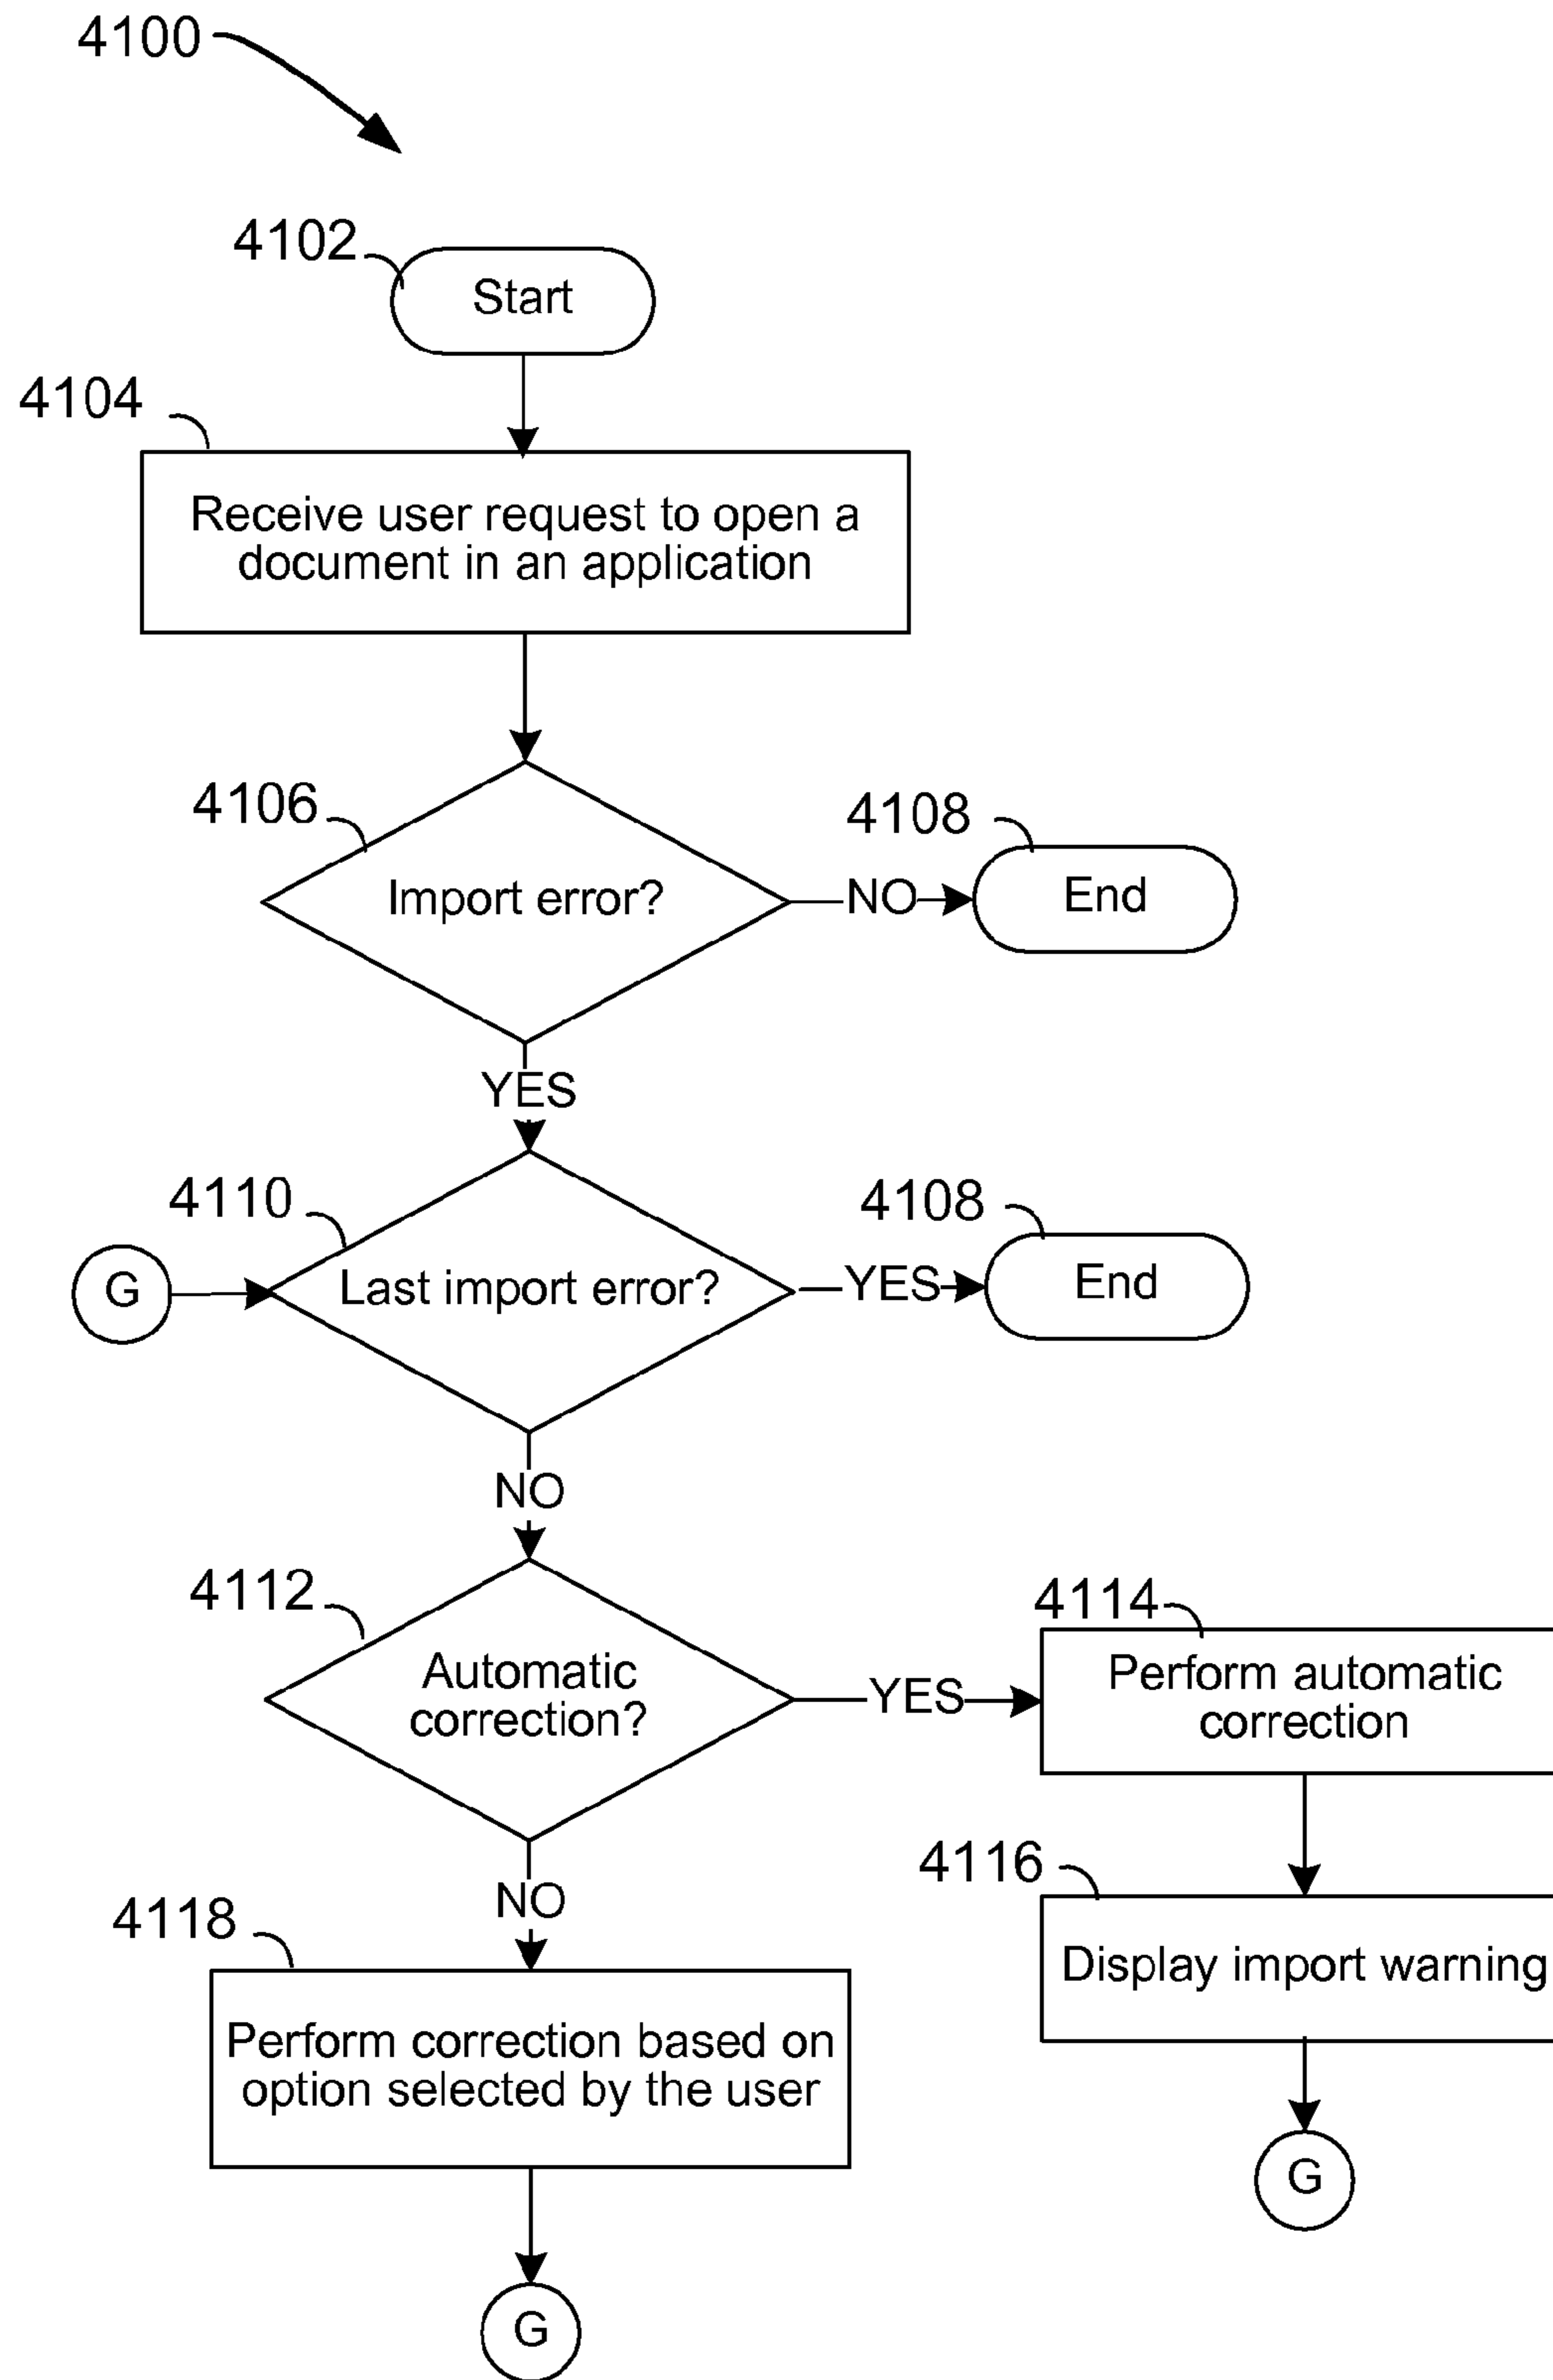 4100
4102
Start
4104
Receive user request to open a
document in an application
4106
Import error?
NO
4108
End
YES
4110
G
Last import error?
YES
4108
End
NO
4112
Automatic
correction?
YES
4114
Perform automatic
correction
4116
Display import warning
G
NO
4118
Perform correction based on
option selected by the user
G